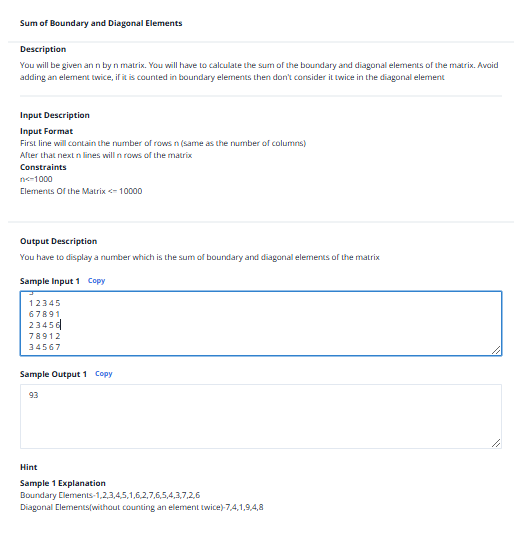 Sum of Boundary and Diagonal Elements
Description
You will be given an n by n matrix. You will have to calculate the sum of the boundary and diagonal elements of the matrix. Avoid
adding an element twice, if it is counted in boundary elements then don't consider it twice in the diagonal element
Input Description
Input Format
First line will contain the number of rows n (same as the number of columns)
After that next n lines will n rows of the matrix
Constraints
n<=1000
Elements Of the Matrix <= 10000
Output Description
You have to display a number which is the sum of boundary and diagonal elements of the matrix
Sample Input 1 Copy
1 2 3 4 5
6 7 8 9 1
2 3 4 5 6
7 8 9 1 2
3 4 5 6 7
Sample Output 1 Copy
93
Hint
Sample 1 Explanation
Boundary Elements-1,2,3,4,5,1,6,2,7,6,5,4,3,7,2,6
Diagonal Elements(without counting an element twice)-7,4,1,9,4,8